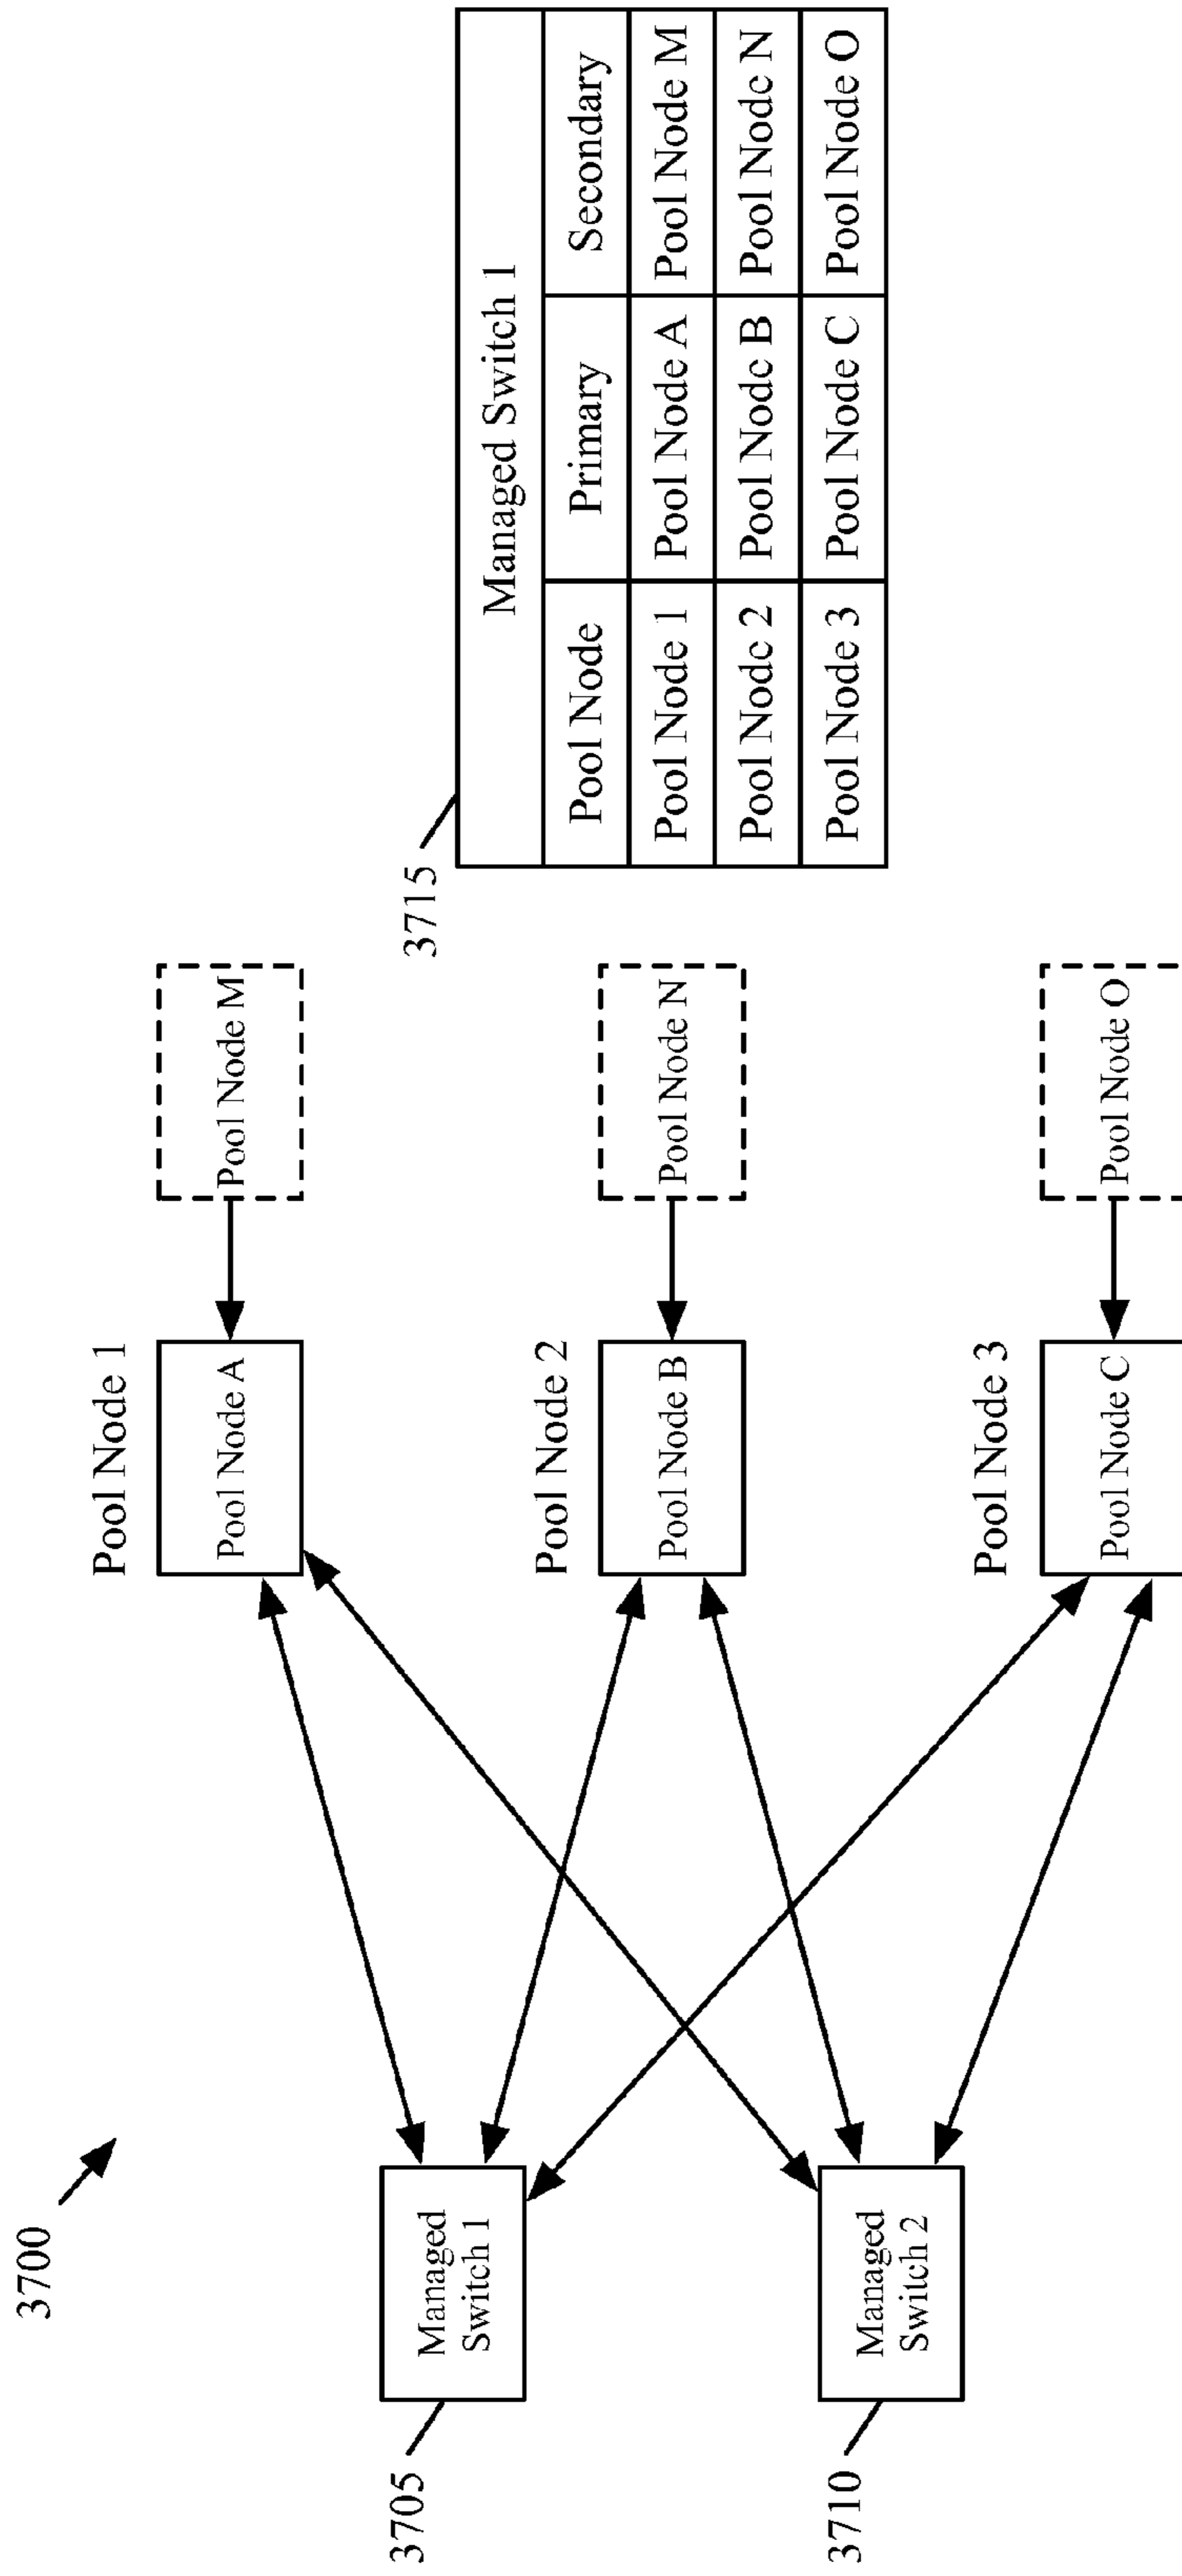 3700
Pool Node 1
Pool Node A
Pool Node M
3705
Managed
Switch 1
Pool Node 2
Pool Node B
Pool Node N
3710
Managed
Switch 2
Pool Node 3
Pool Node C
Pool Node O
3715
Managed Switch 1
Pool Node Primary Secondary
Pool Node 1 Pool Node A Pool Node M
Pool Node 2 Pool Node B Pool Node N
Pool Node 3 Pool Node C Pool Node O